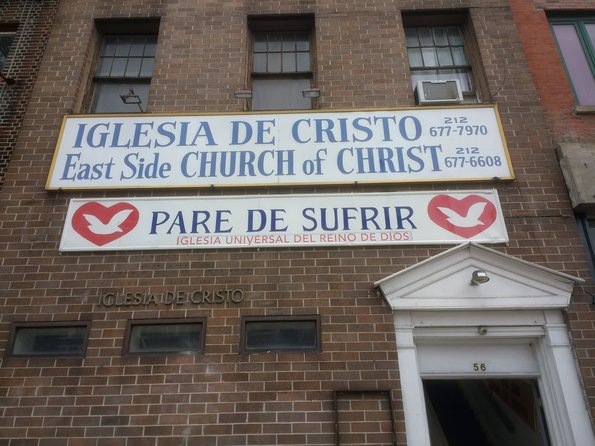 IGLESIA DE CRISTO 212 677-7970
East Side CHURCH of CHRIST 212 677-6608
PARE DE SUFRIR
IGLESIA UNIVERSAL DEL REINO DE DIOS
IGLESIA DE CRISTO
56